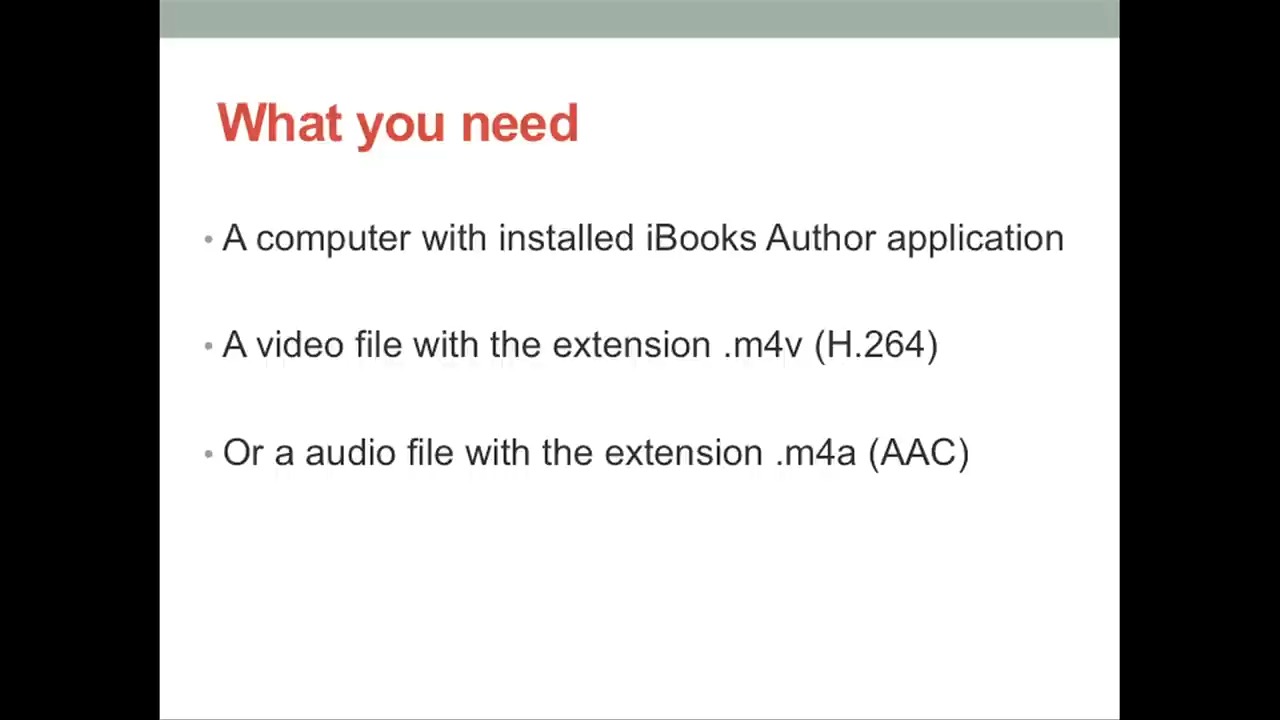 What you need
• A computer with installed iBooks Author application
• A video file with the extension .m4v (H.264)
• Or a audio file with the extension .m4a (AAC)